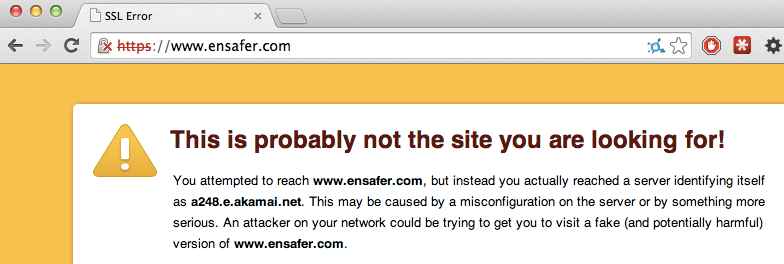 SSL Error
https://www.ensafer.com
This is probably not the site you are looking for!
You attempted to reach www.ensafer.com, but instead you actually reached a server identifying itself
as a248.e.akamai.net. This may be caused by a misconfiguration on the server or by something more
serious. An attacker on your network could be trying to get you to visit a fake (and potentially harmful)
version of www.ensafer.com.